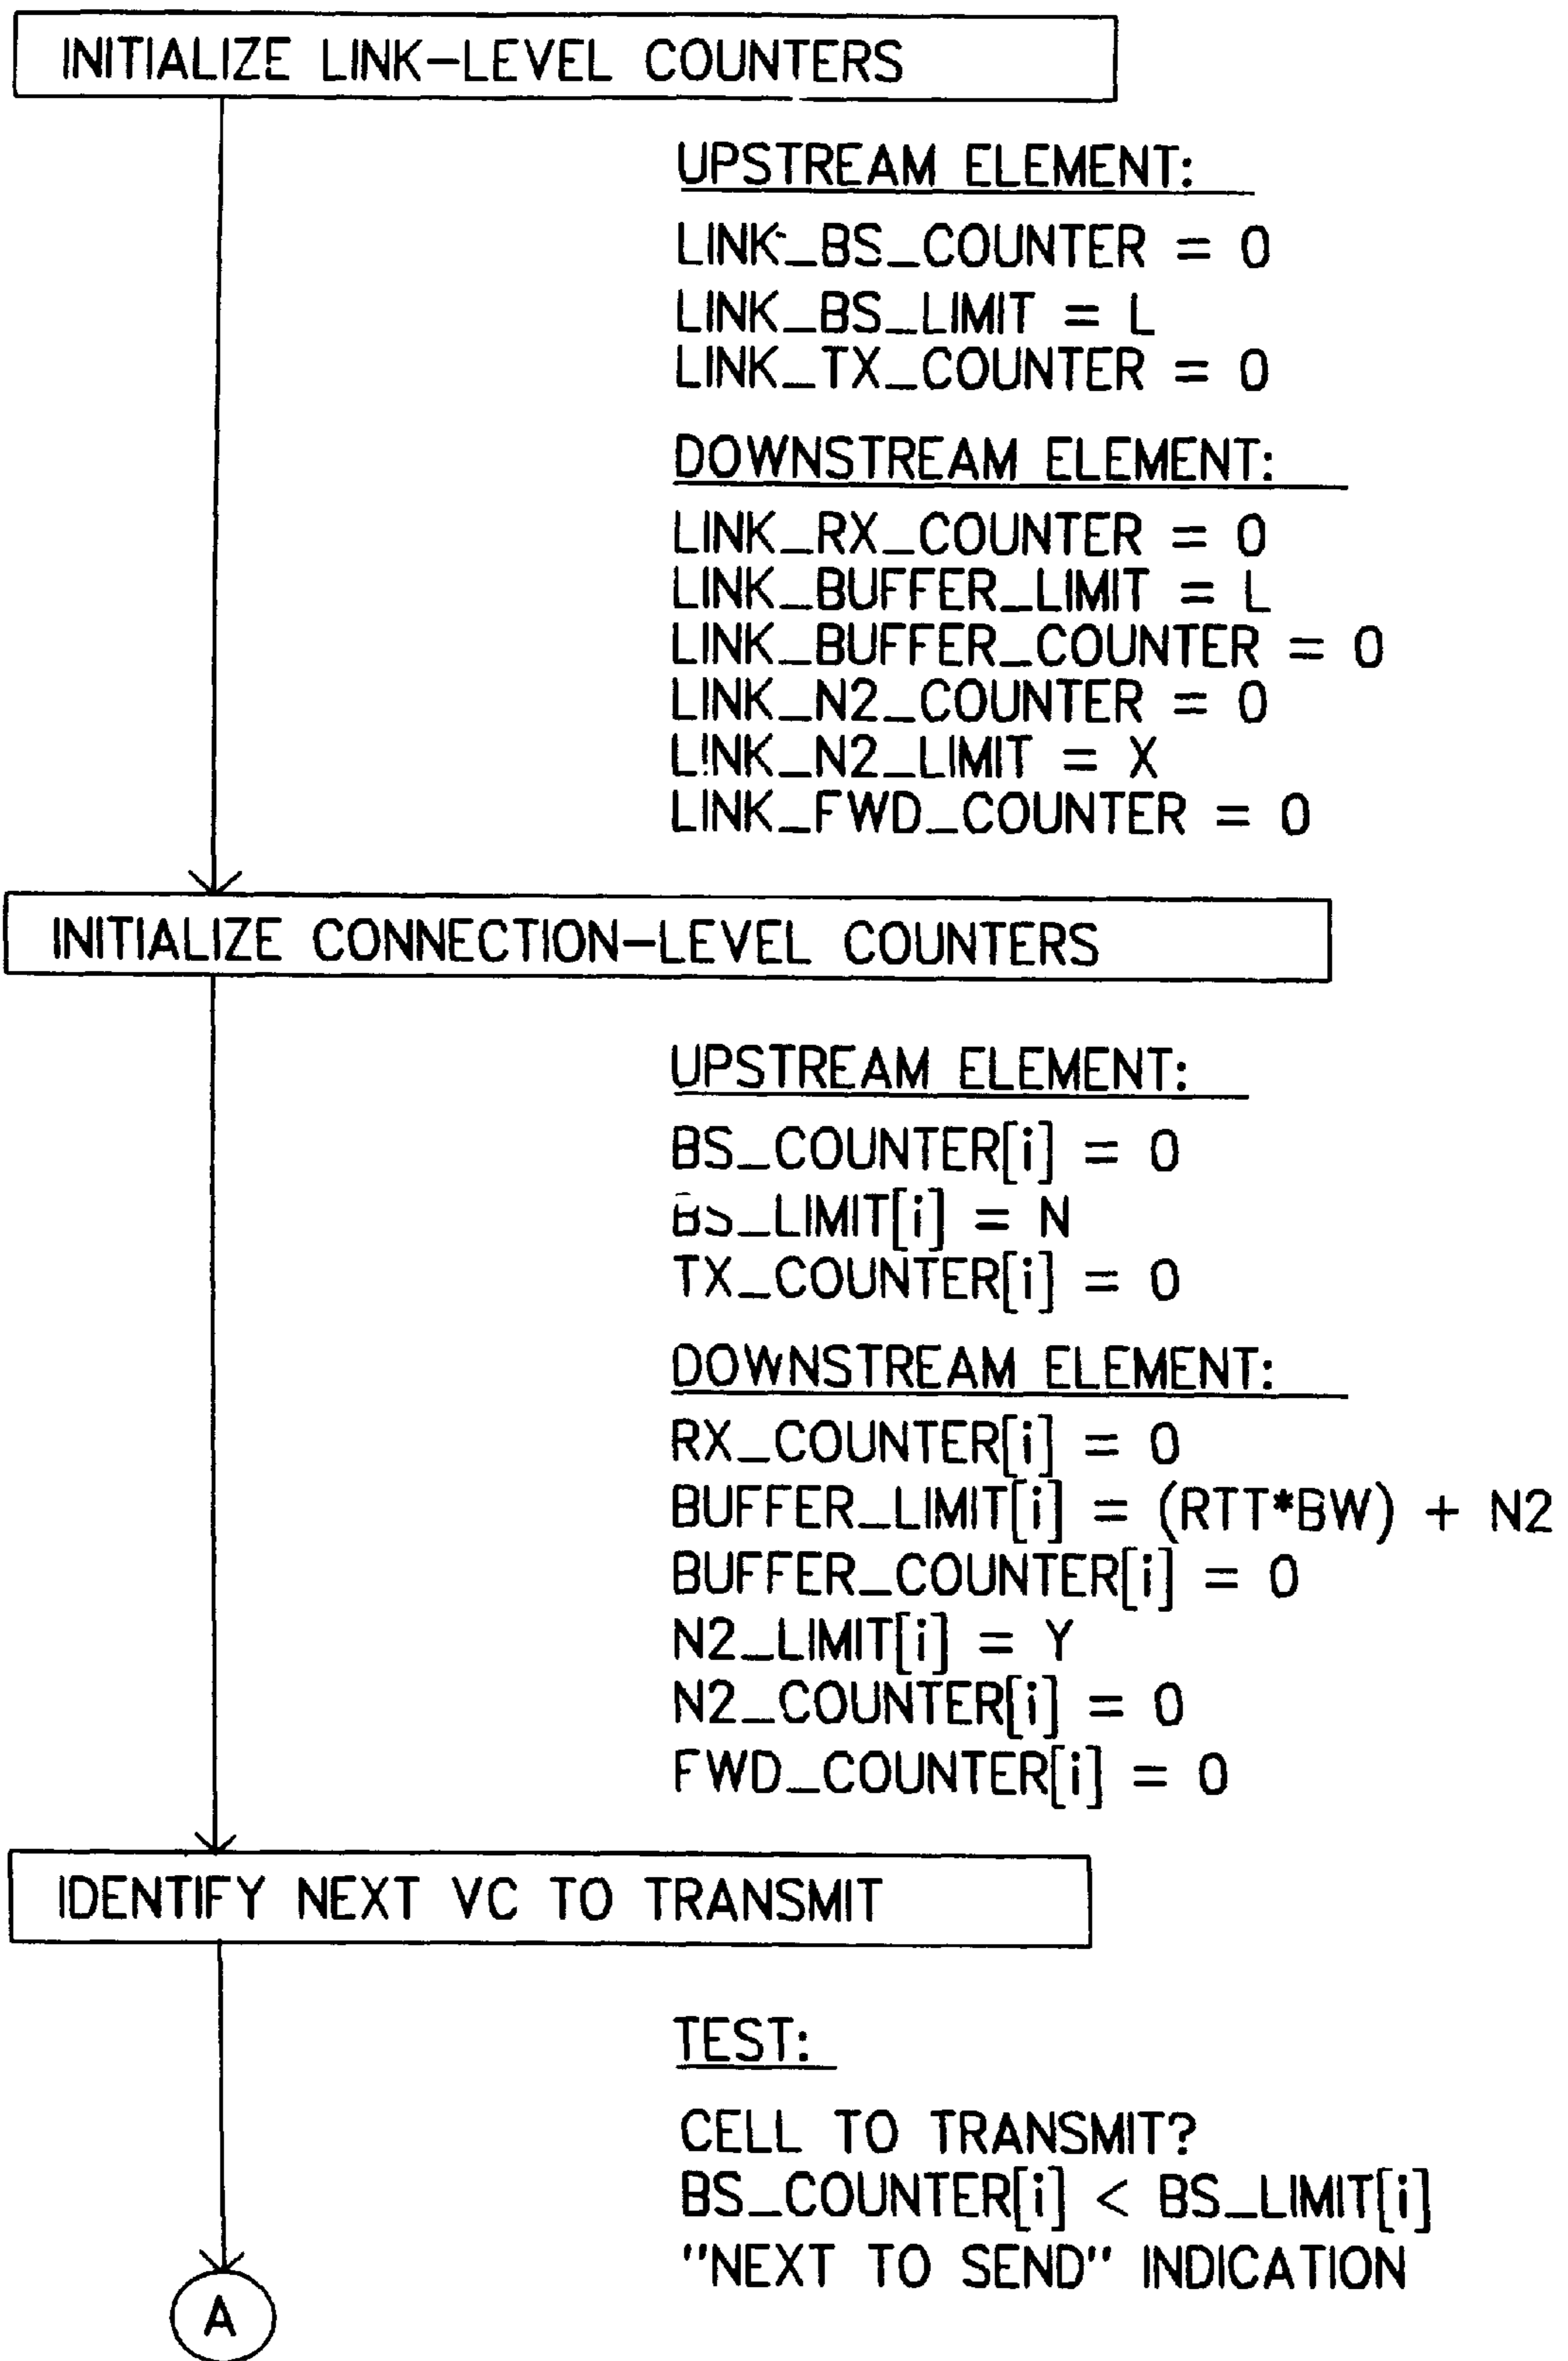 INITIALIZE LINK-LEVEL COUNTERS
UPSTREAM ELEMENT:
LINK_BS_COUNTER = 0
LINK_BS_LIMIT = L
LINK_TX_COUNTER = 0
DOWNSTREAM ELEMENT:
LINK_RX_COUNTER = 0
LINK_BUFFER_LIMIT = L
LINK_BUFFER_COUNTER = 0
LINK_N2_COUNTER = 0
LINK_N2_LIMIT = X
LINK_FWD_COUNTER = 0
INITIALIZE CONNECTION-LEVEL COUNTERS
UPSTREAM ELEMENT:
BS_COUNTER[i] = 0
BS_LIMIT[i] = N
TX_COUNTER[i] = 0
DOWNSTREAM ELEMENT:
RX_COUNTER[i] = 0
BUFFER_LIMIT[i] = (RTT*BW) + N2
BUFFER_COUNTER[i] = 0
N2_LIMIT[i] = Y
N2_COUNTER[i] = 0
FWD_COUNTER[i] = 0
IDENTIFY NEXT VC TO TRANSMIT
TEST:
CELL TO TRANSMIT?
BS_COUNTER[i] < BS_LIMIT[i]
"NEXT TO SEND" INDICATION
A